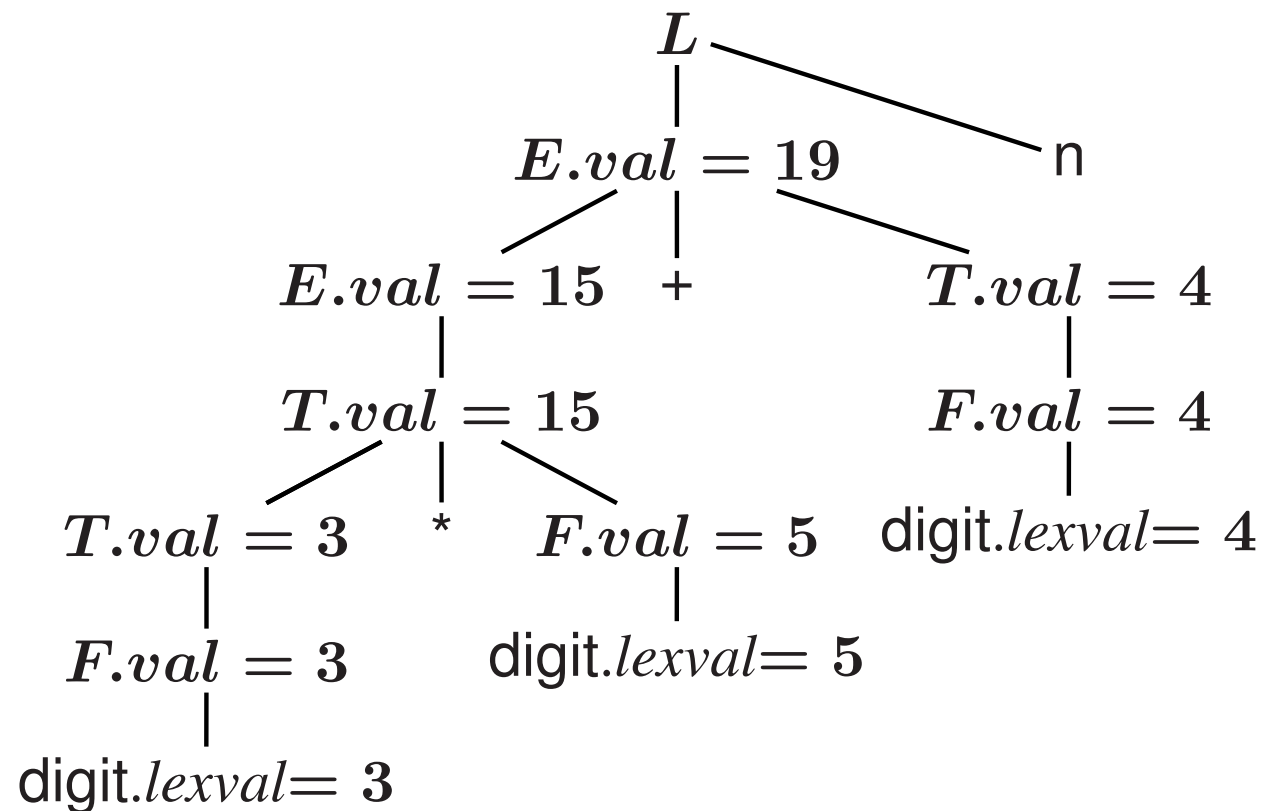 L
E.val = 19 n
E.val = 15 + T.val = 4
T.val = 15 F.val = 4
T.val = 3 * F.val = 5 digit.lexval= 4
F.val = 3 digit.lexval= 5
digit.lexval= 3